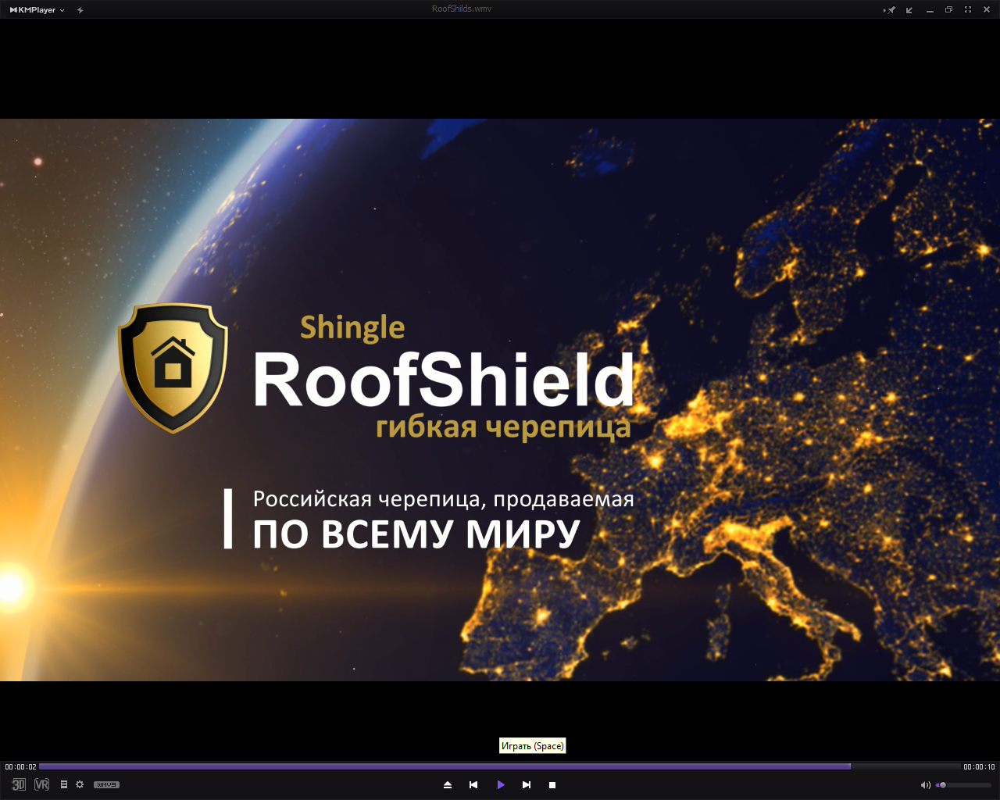 KMPlayer
RoofShilds.wmv
Shingle
RoofShield
гибкая черепица
Российская черепица, продаваемая
ПО ВСЕМУ МИРУ
Играть (Space)
00:00:02
00:00:10
3D VR WMV9